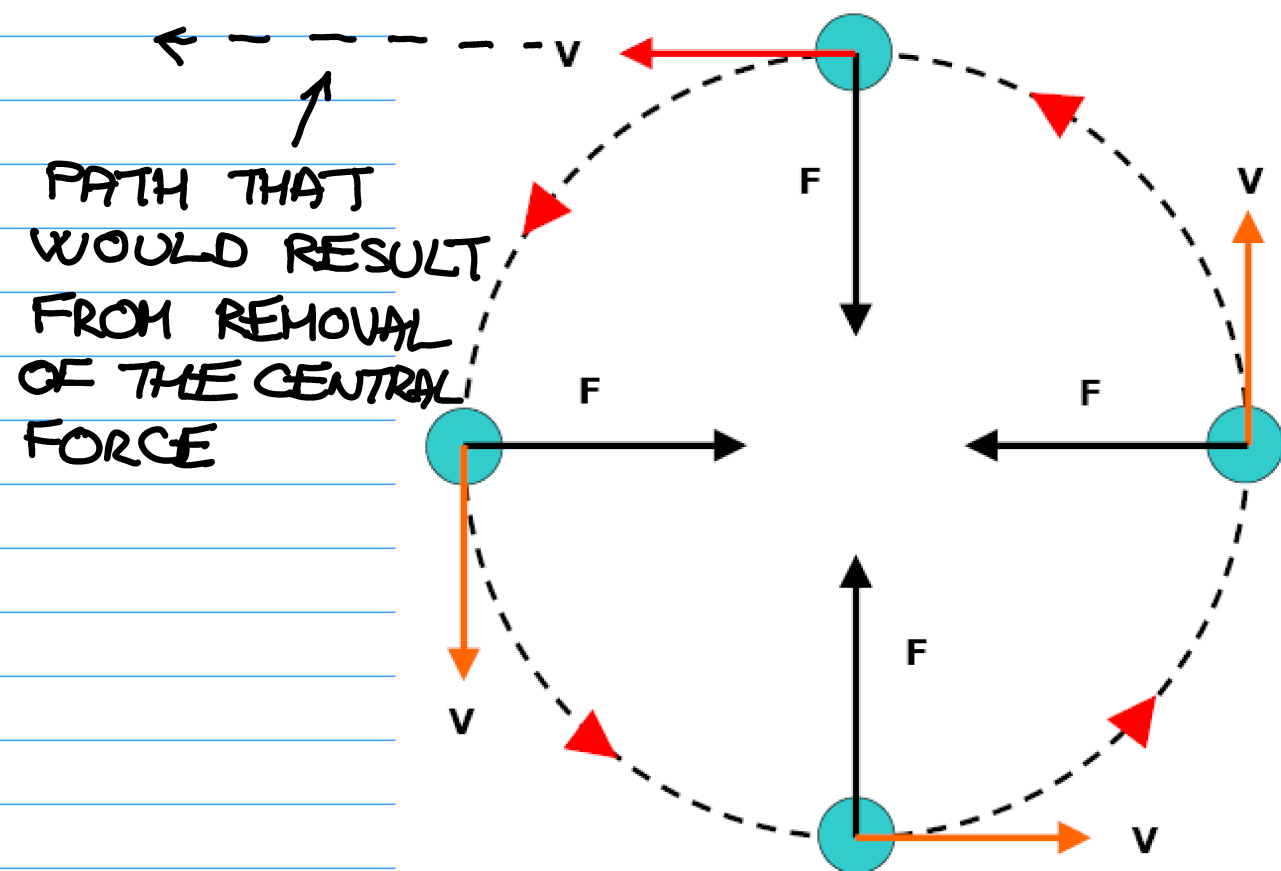 V
F
V
PATH THAT
WOULD RESULT
FROM REMOVAL
OF THE CENTRAL
FORCE
F
F
F
V
V